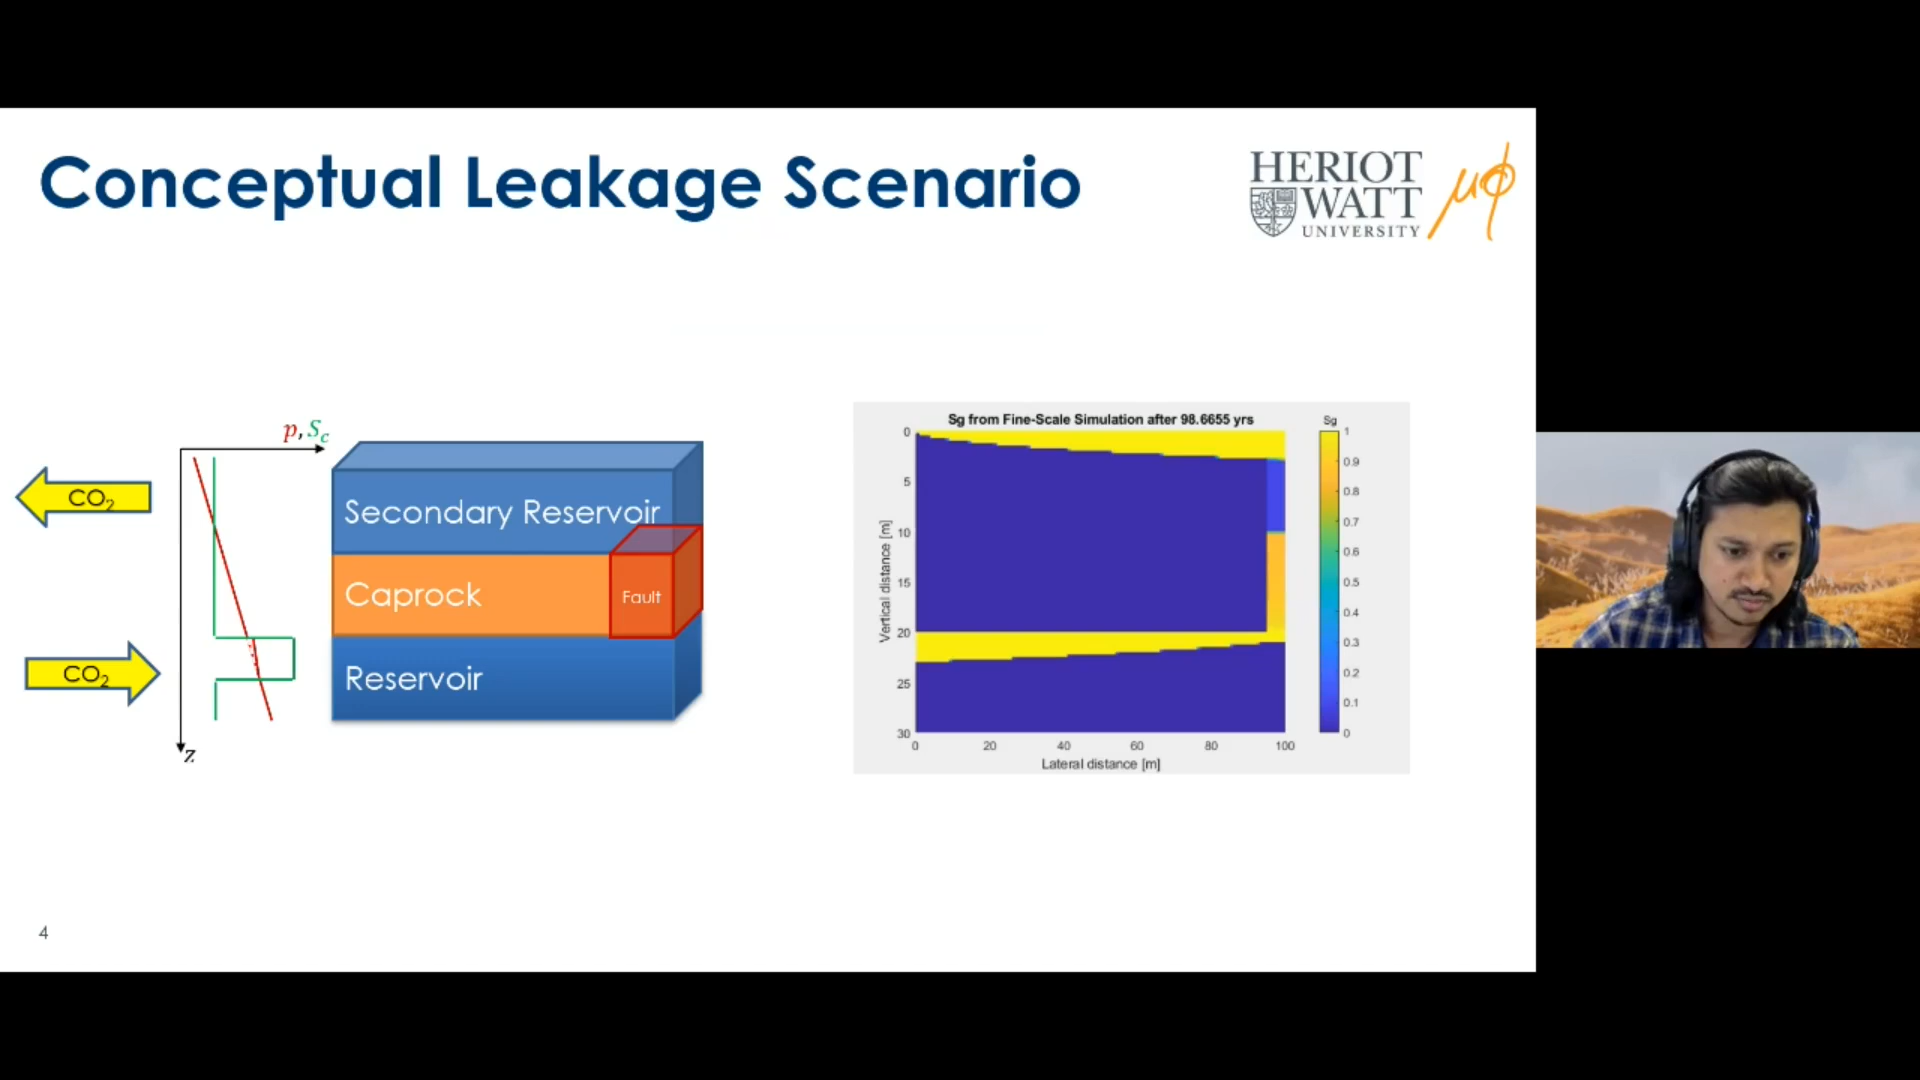 Conceptual Leakage Scenario
HERIOT
WATT
UNIVERSITY
μφ
p, Sc
CO2
CO2
z
Secondary Reservoir
Caprock
Fault
Reservoir
Sg from Fine-Scale Simulation after 98.6655 yrs
Sg
Vertical distance [m]
0
5
10
15
20
25
30
0
20
40
60
80
100
Lateral distance [m]
1
0.9
0.8
0.7
0.6
0.5
0.4
0.3
0.2
0.1
0
4